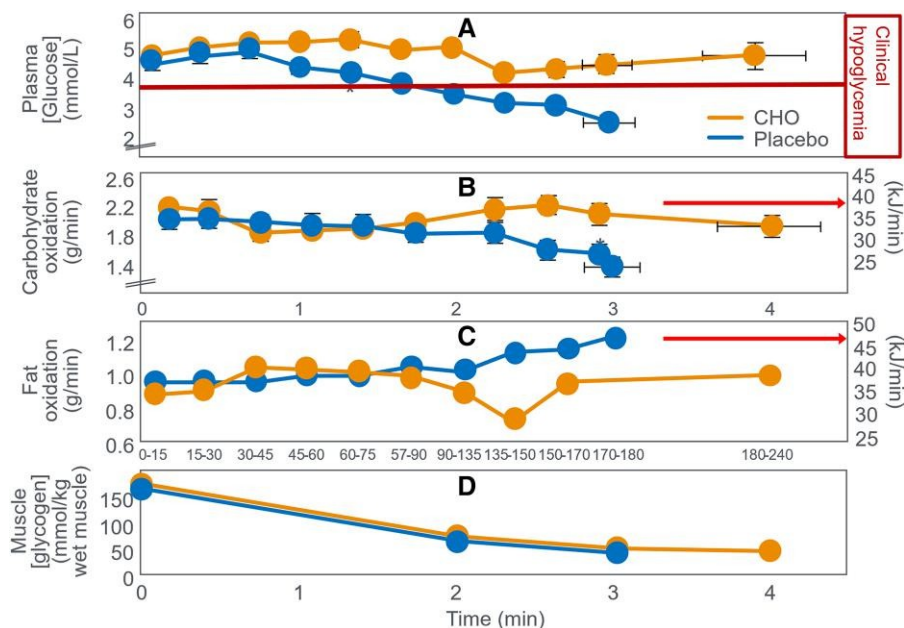 A
Plasma
[Glucose]
(mmol/L)
6
5
4
3
2
*
CHO
Placebo
Clinical
hypoglycemia
B
Carbohydrate
oxidation
(g/min)
2.6
2.2
1.8
1.4
*
45
40
35
30
25
(kJ/min)
0 1 2 3 4
C
Fat
oxidation
(g/min)
1.2
1.0
0.8
0.6
50
45
40
35
30
25
(kJ/min)
0-15 15-30 30-45 45-60 60-75 57-90 90-135 135-150 150-170 170-180 180-240
D
Muscle
[glycogen]
(mmol/kg
wet muscle)
150
100
50
0
0 1 2 3 4
Time (min)